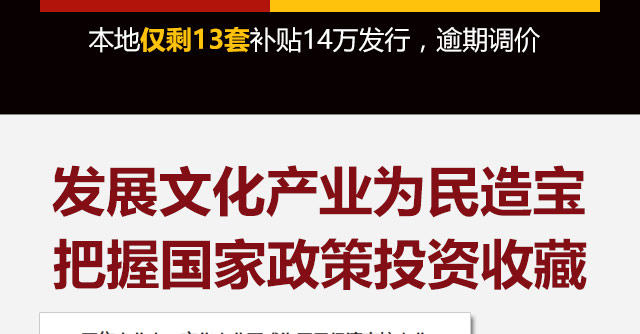 本地仅剩13套补贴14万发行，逾期调价
发展文化产业为民造宝
把握国家政策投资收藏